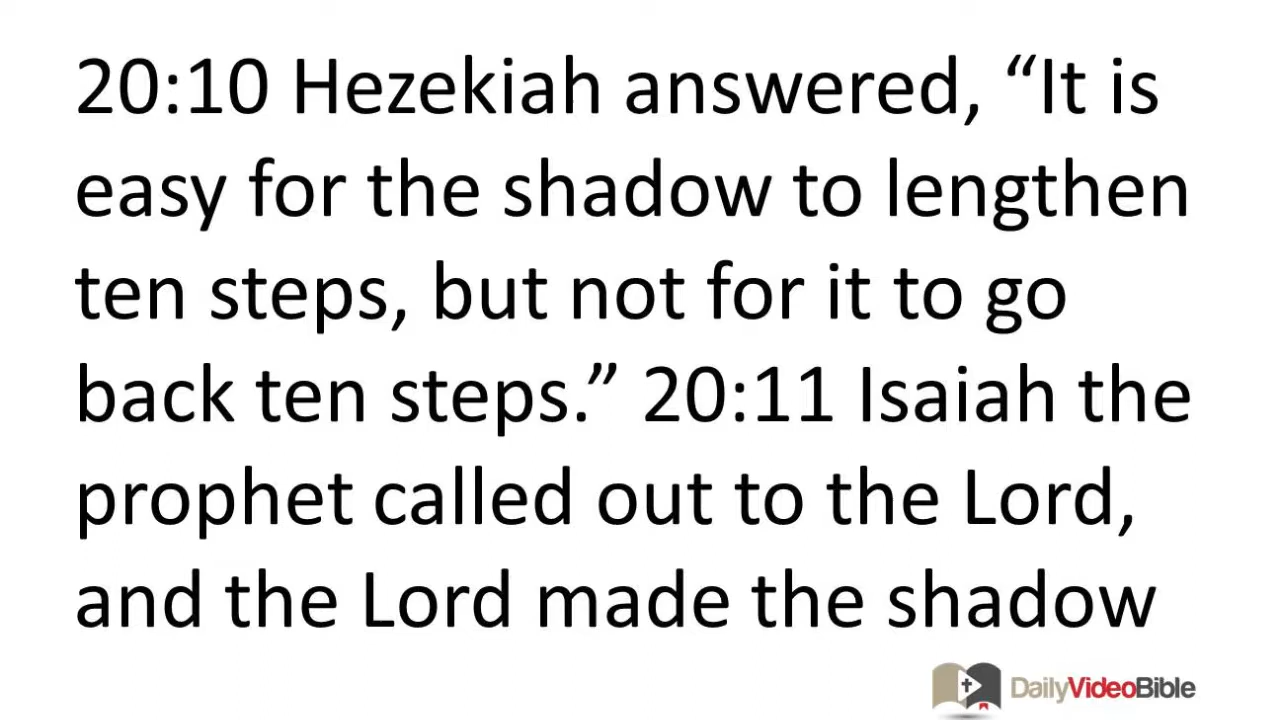 20:10 Hezekiah answered, “It is
easy for the shadow to lengthen
ten steps, but not for it to go
back ten steps.” 20:11 Isaiah the
prophet called out to the Lord,
and the Lord made the shadow
DailyVideoBible